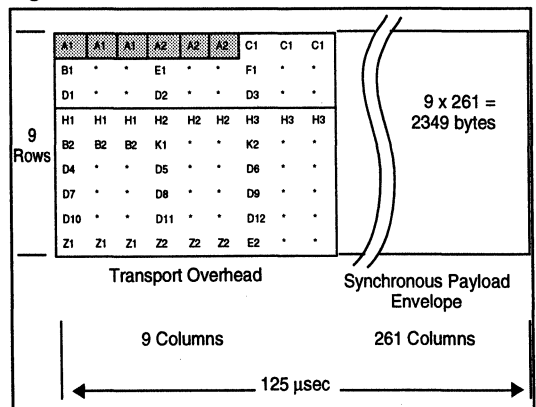 A1 A1 A1 A2 A2 A2 C1 C1 C1
B1 * * E1 * * F1 * *
D1 * * D2 * * D3 * *
H1 H1 H1 H2 H2 H2 H3 H3 H3
B2 B2 B2 K1 * * K2 * *
D4 * * D5 * * D6 * *
D7 * * D8 * * D9 * *
D10 * * D11 * * D12 * *
Z1 Z1 Z1 Z2 Z2 Z2 E2 * *
9
Rows
9 x 261 =
2349 bytes
Transport Overhead
Synchronous Payload
Envelope
9 Columns
261 Columns
125 µsec